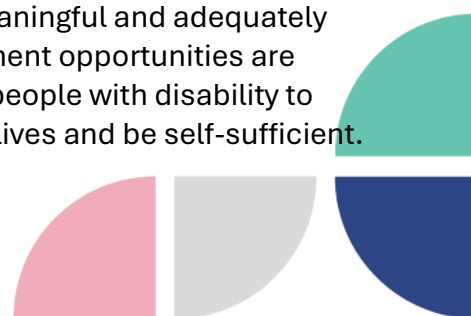 aningful and adequately
ment opportunities are
people with disability to
lives and be self-sufficient.